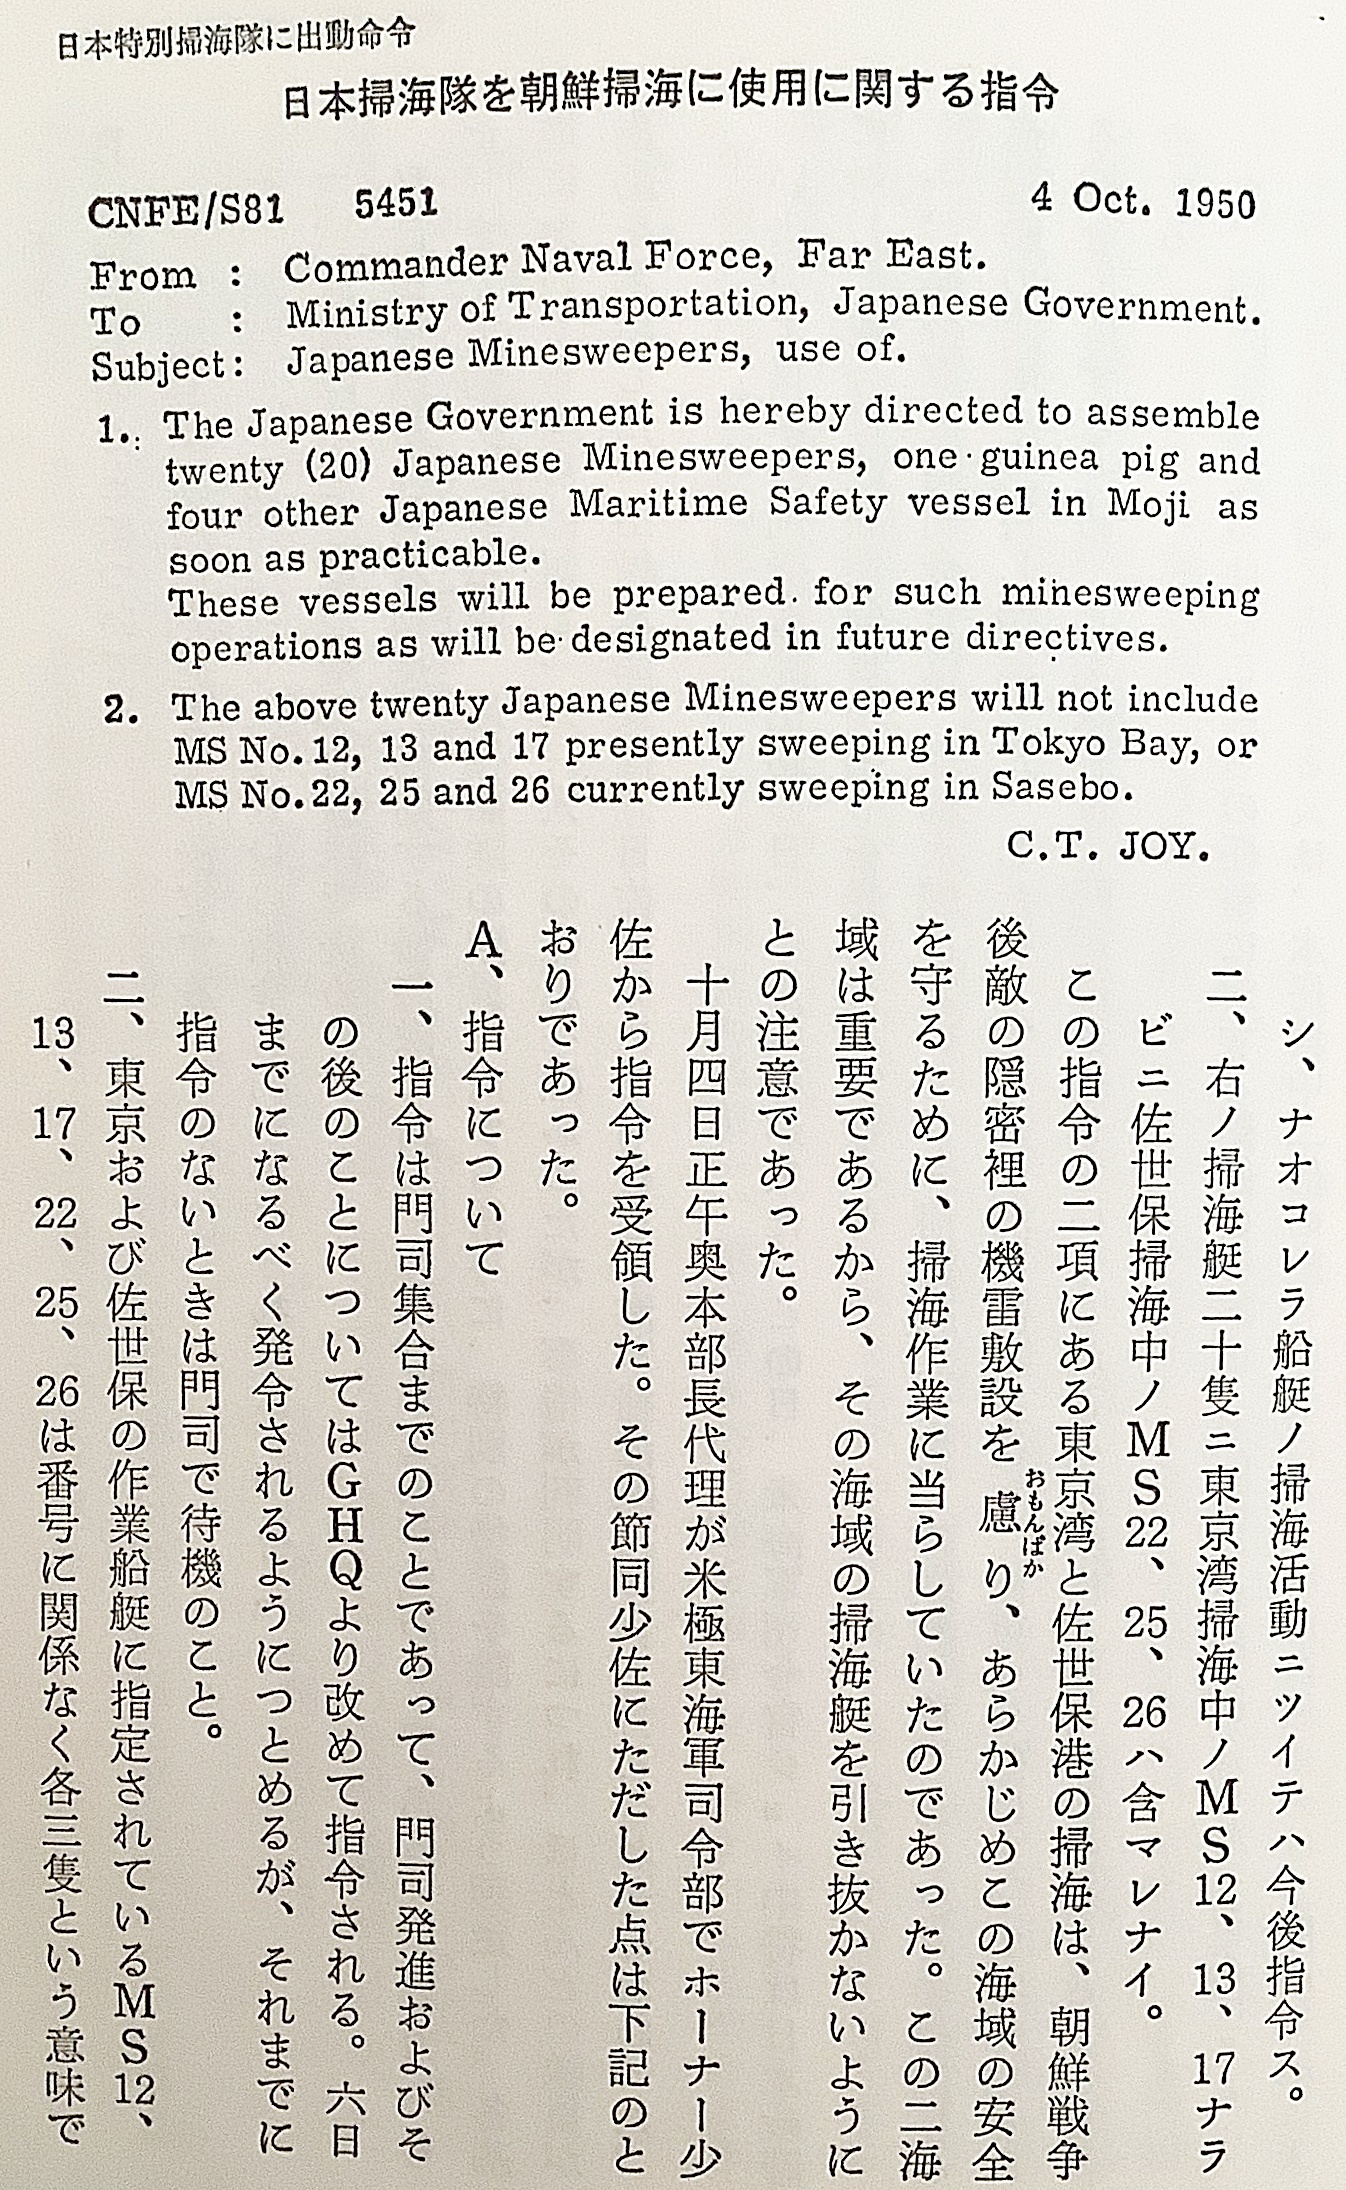 日本特別掃海隊に出動命令
日本掃海隊を朝鮮掃海に使用に関する指令
CNFE/S81 5451 4 Oct. 1950
From : Commander Naval Force, Far East.
To : Ministry of Transportation, Japanese Government.
Subject: Japanese Minesweepers, use of.
1. The Japanese Government is hereby directed to assemble
twenty (20) Japanese Minesweepers, one guinea pig and
four other Japanese Maritime Safety vessel in Moji as
soon as practicable.
These vessels will be prepared for such minesweeping
operations as will be designated in future directives.
2. The above twenty Japanese Minesweepers will not include
MS No.12, 13 and 17 presently sweeping in Tokyo Bay, or
MS No.22, 25 and 26 currently sweeping in Sasebo.
C.T. JOY.
シ、ナオコレラ船艇ノ掃海活動ニツイテハ今後指令ス。
二、右ノ掃海艇二十隻ニ東京湾掃海中ノMS12、13、17ナラ
ビニ佐世保掃海中ノMS22、25、26ハ含マレナイ。
この指令の二項にある東京湾と佐世保港の掃海は、朝鮮戦争
後敵の隠密裡の機雷敷設を慮おもんばかり、あらかじめこの海域の安全
を守るために、掃海作業に当らしていたのであった。この二海
域は重要であるから、その海域の掃海艇を引き抜かないように
との注意であった。
十月四日正午奥本部長代理が米極東海軍司令部でホーナー少
佐から指令を受領した。その節同少佐にただした点は下記のと
おりであった。
A、指令について
一、指令は門司集合までのことであって、門司発進およびそ
の後のことについてはGHQより改めて指令される。六日
までになるべく発令されるようにつとめるが、それまでに
指令のないときは門司で待機のこと。
二、東京および佐世保の作業船艇に指定されているMS12、
13、17、22、25、26は番号に関係なく各三隻という意味で